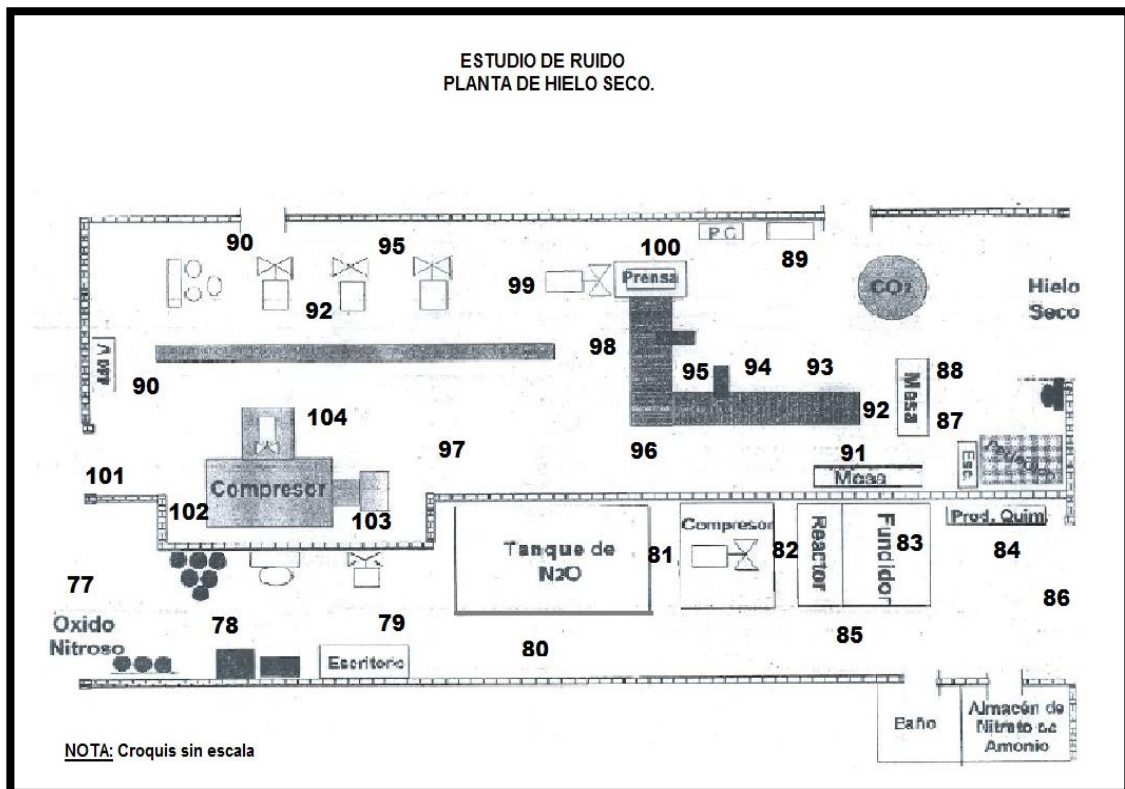 ESTUDIO DE RUIDO
PLANTA DE HIELO SECO.
90
95
100
P C
89
99
Prensa
CO2
Hielo
Seco
92
98
95
94
93
88
Mesa
90
92
87
104
97
96
91
Mesa
Esc.
101
Compresor
102
103
Prod. Quim.
Compresor
Tanque de
N2O
81
82
Reactor
Fundidor
83
84
77
86
Oxido
Nitroso
78
79
80
85
Escritorio
Baño
Almacén de
Nitrato de
Amonio
NOTA: Croquis sin escala